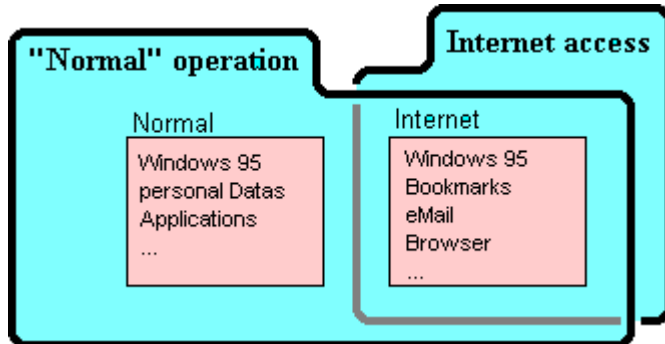 "Normal" operation
Internet access
Normal
Windows 95
personal Datas
Applications
...
Internet
Windows 95
Bookmarks
eMail
Browser
...